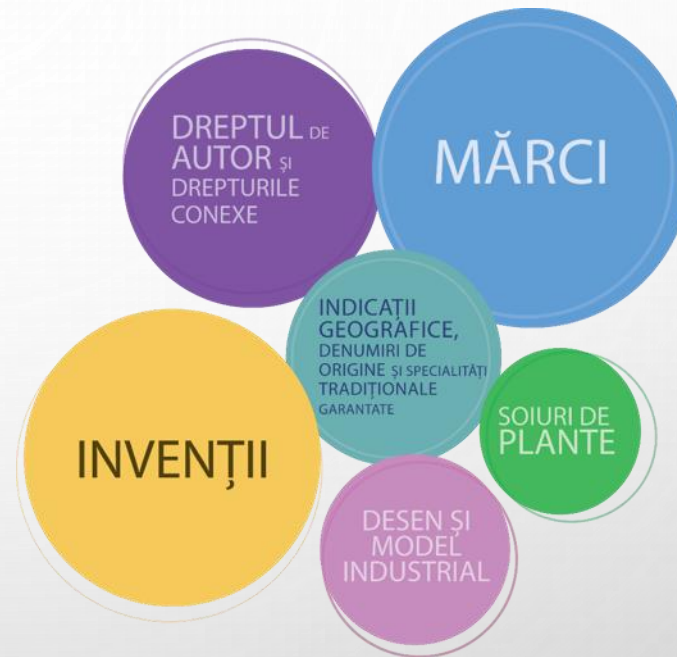 DREPTUL DE
AUTOR ȘI
DREPTURILE
CONEXE
MĂRCI
INDICAȚII
GEOGRAFICE,
DENUMIRI DE
ORIGINE ȘI SPECIALITĂȚI
TRADIȚIONALE
GARANTATE
SOIURI DE
PLANTE
INVENȚII
DESEN ȘI
MODEL
INDUSTRIAL